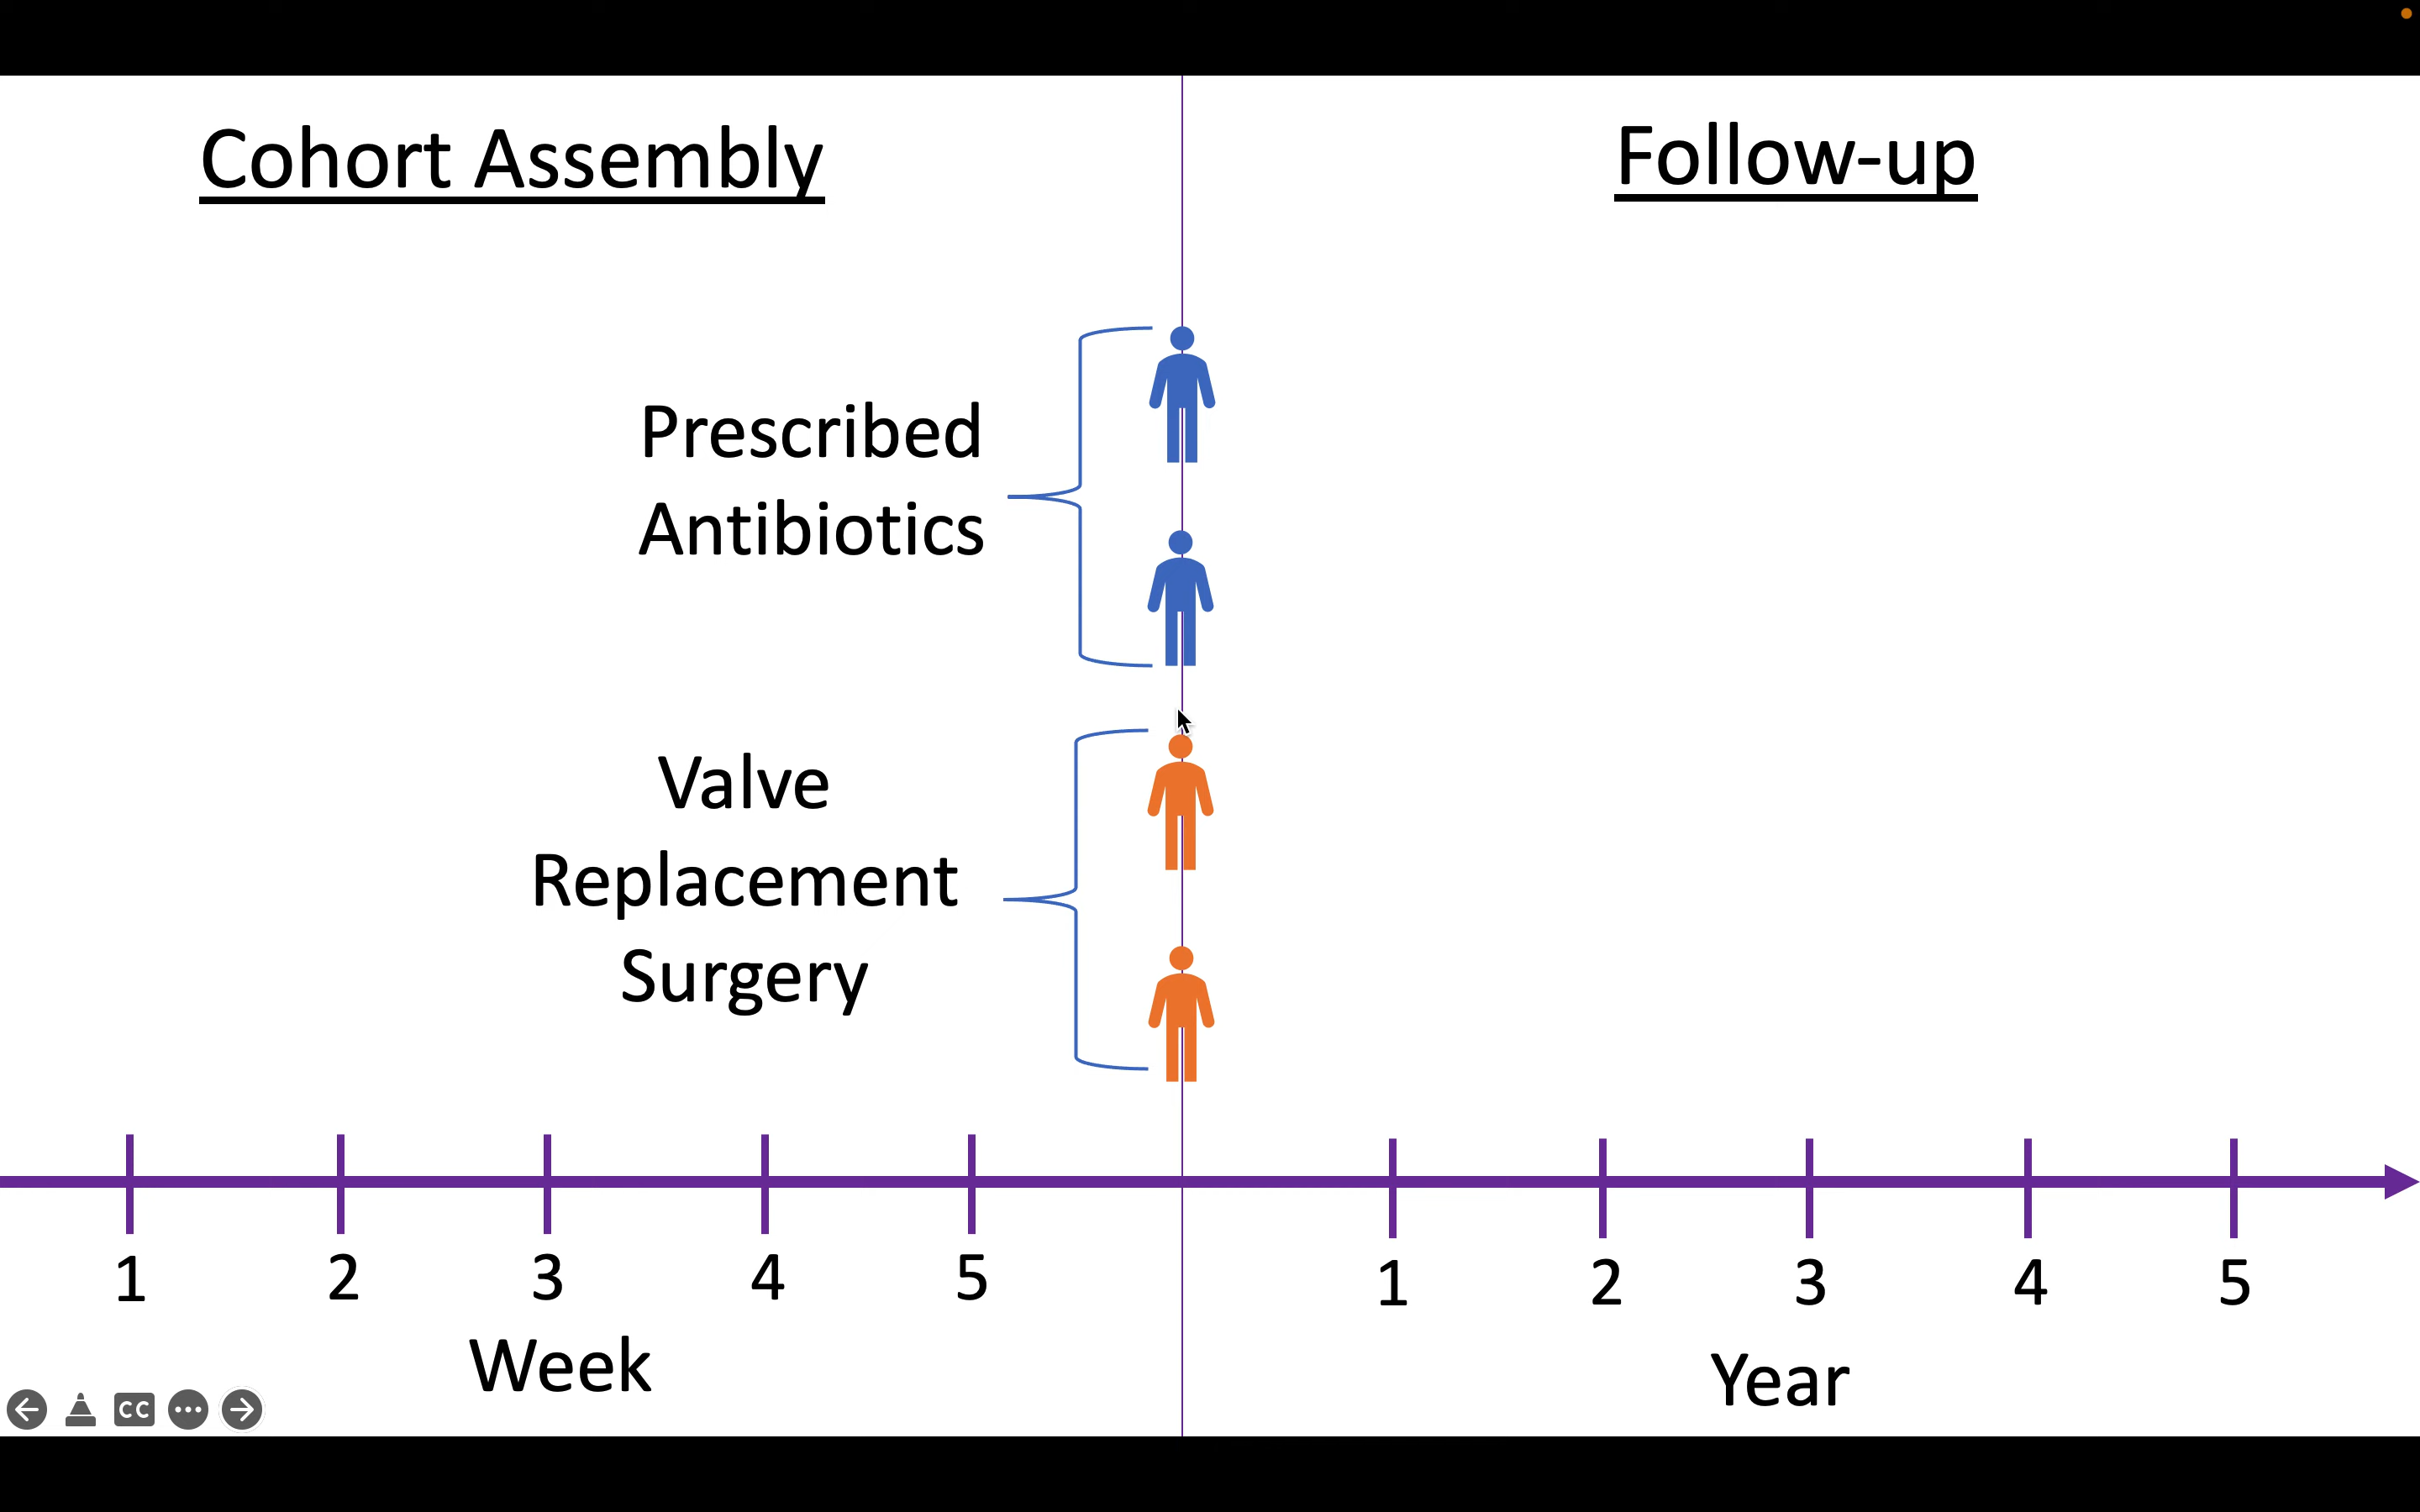 Cohort Assembly
Follow-up
Prescribed
Antibiotics
Valve
Replacement
Surgery
1 2 3 4 5
Week
1 2 3 4 5
Year
CC